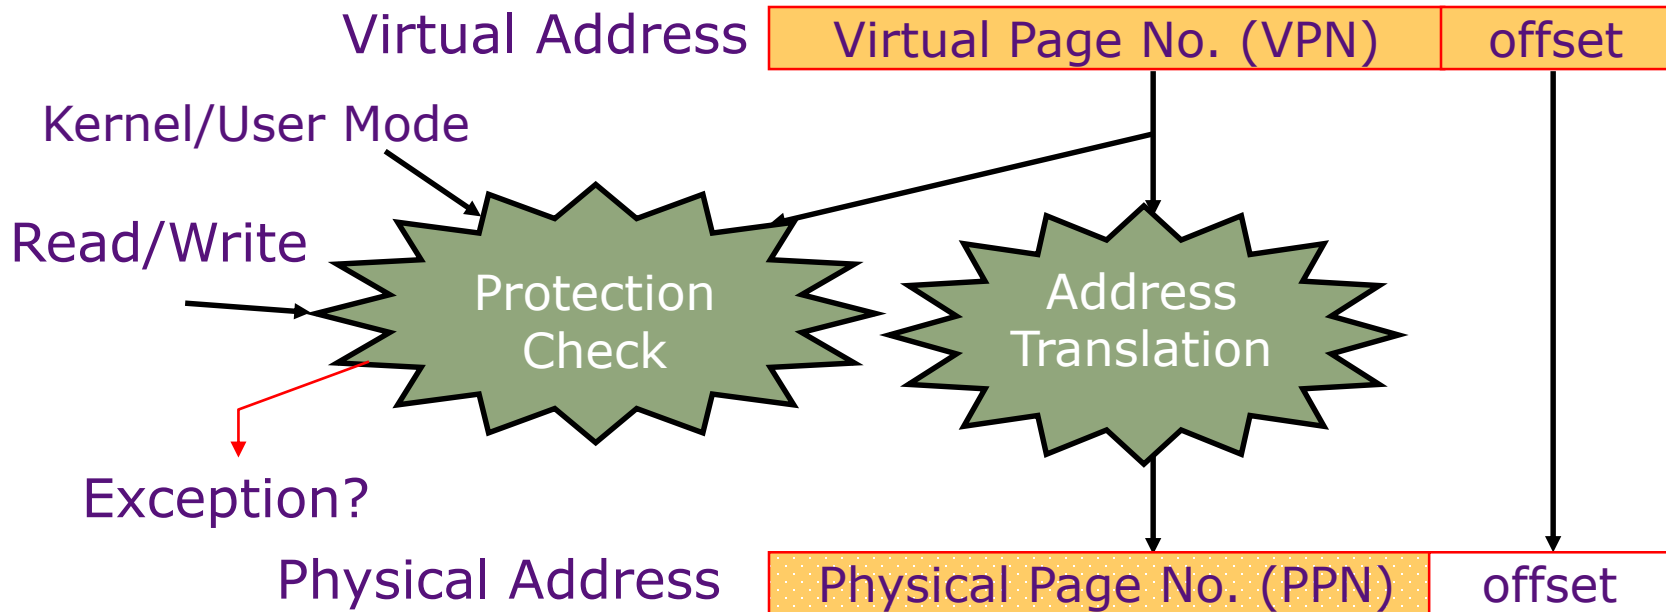 Virtual Address
Virtual Page No. (VPN)
offset
Kernel/User Mode
Read/Write
Protection
Check
Address
Translation
Exception?
Physical Address
Physical Page No. (PPN)
offset